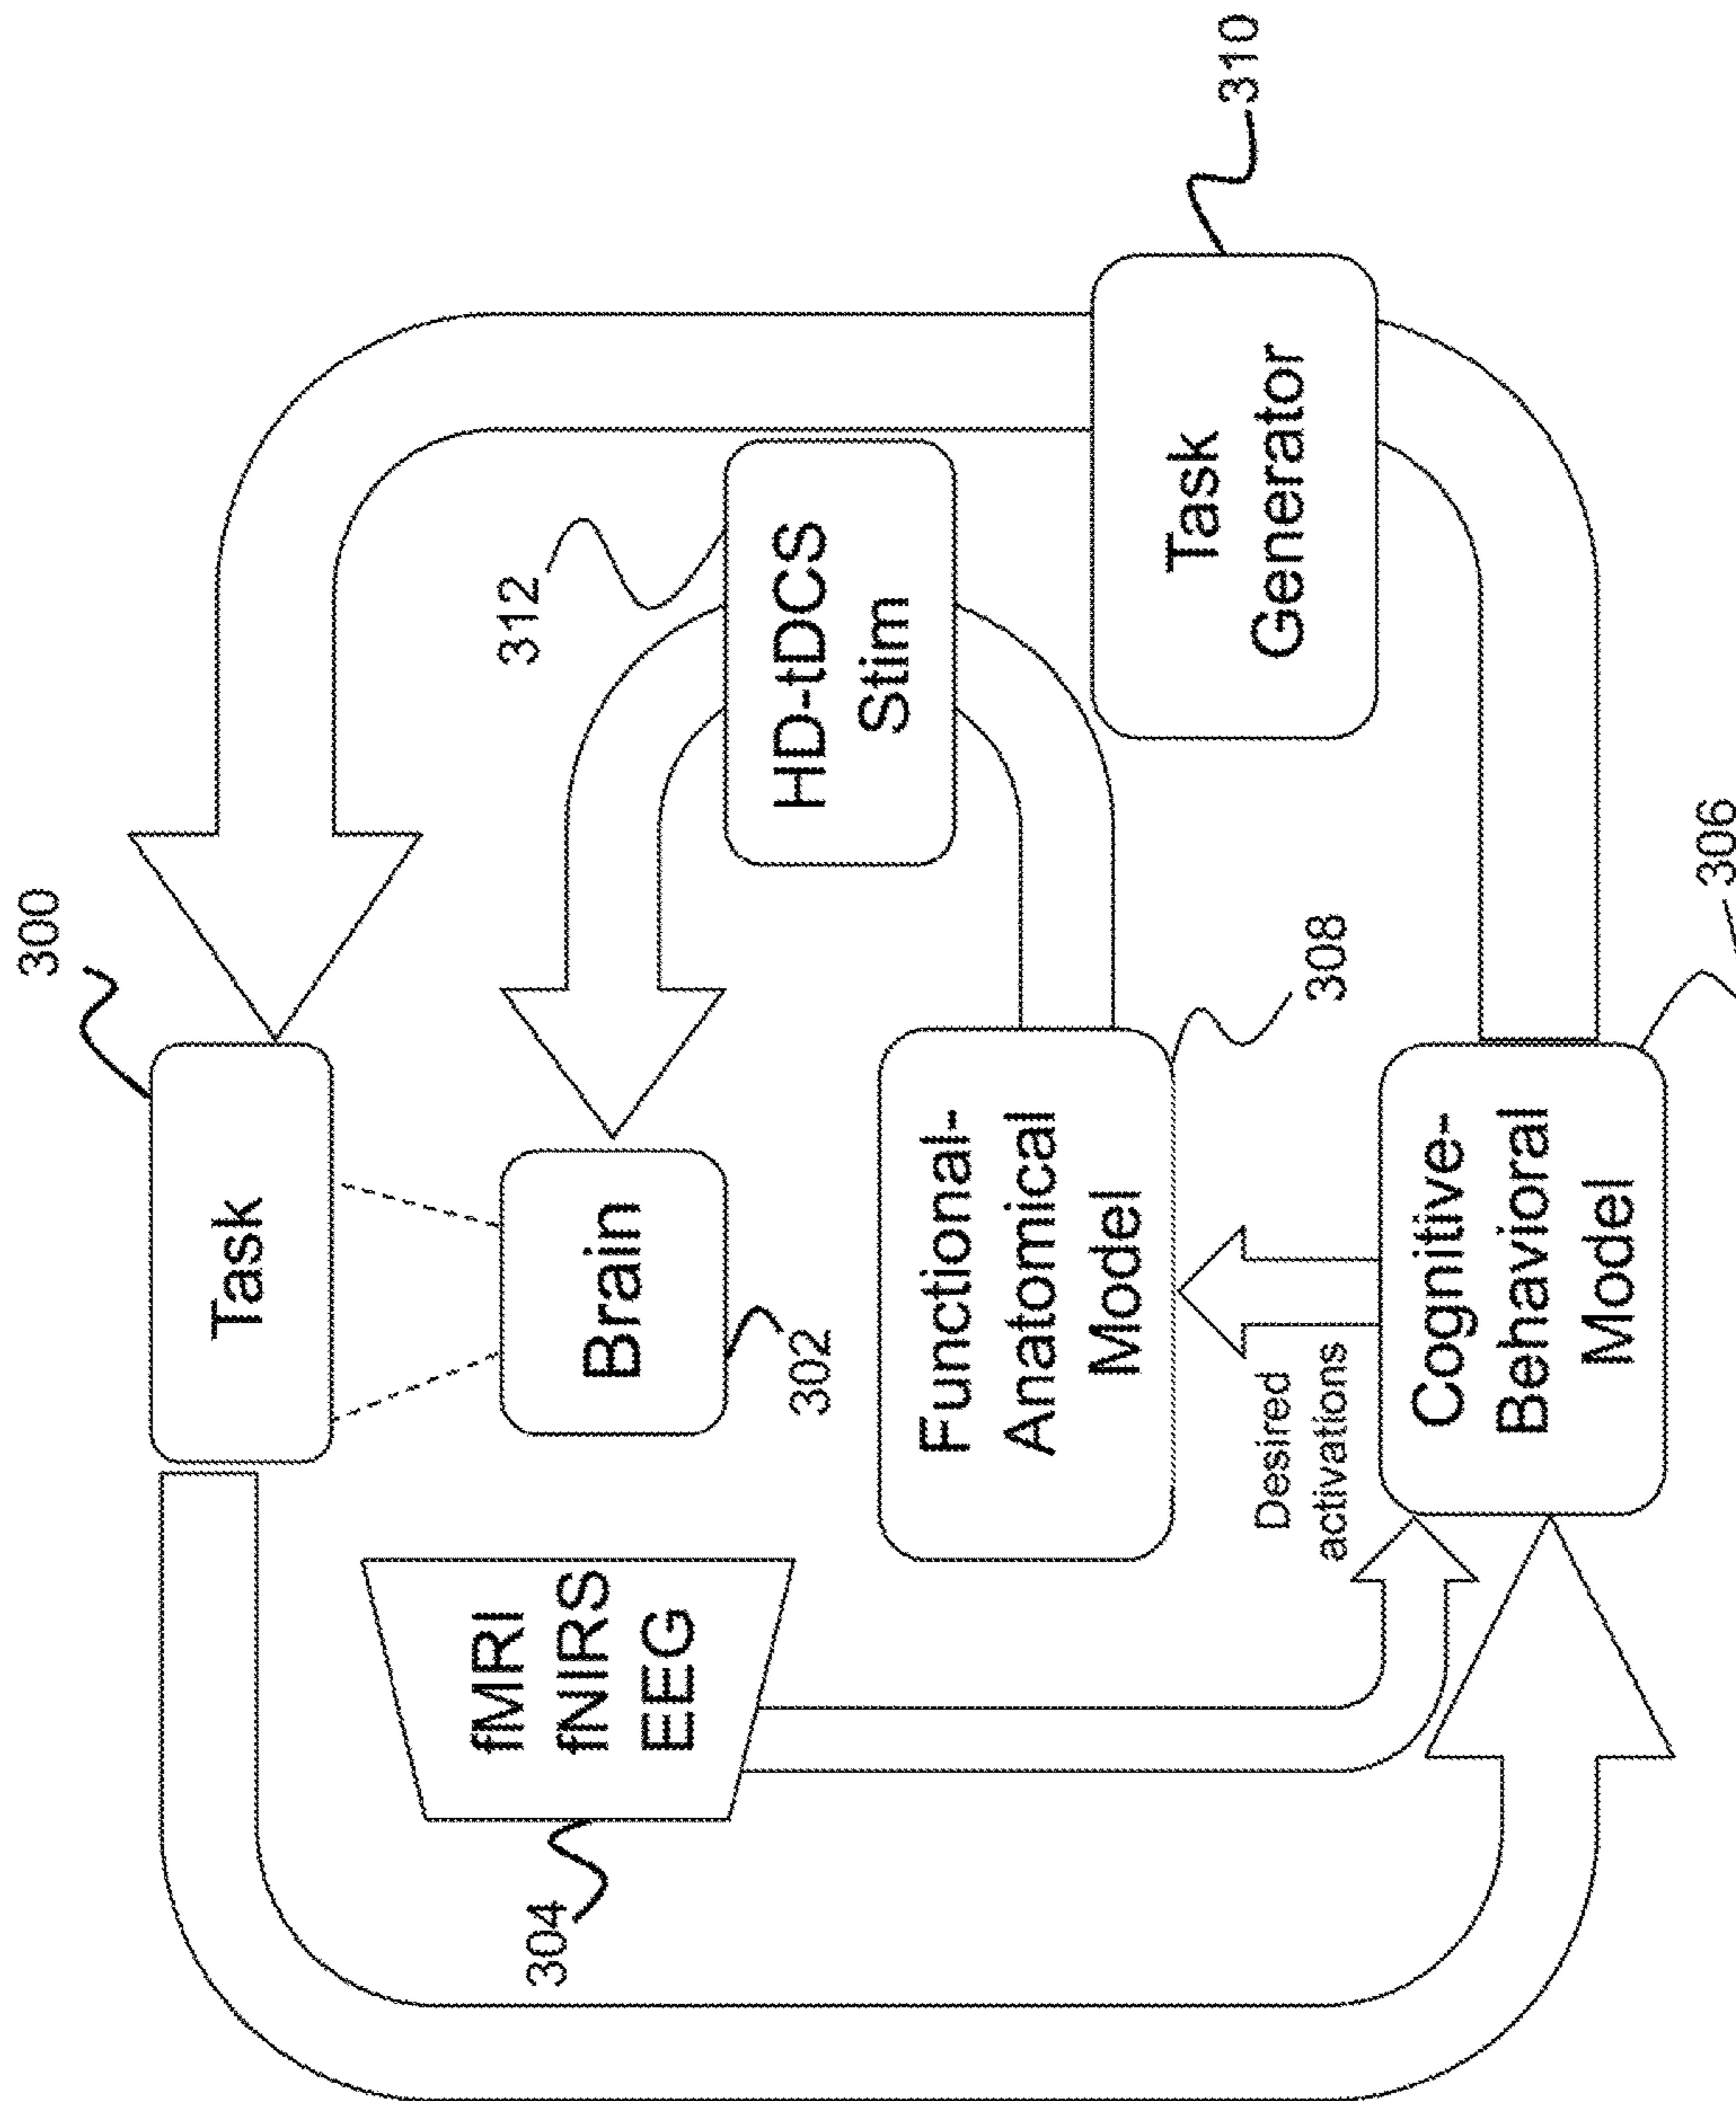 300
Task
310
fMRI
fNIRS
EEG
304
Brain
302
312
HD-tDCS
Stim
Functional-
Anatomical
Model
308
Task
Generator
Desired
activations
Cognitive-
Behavioral
Model
306